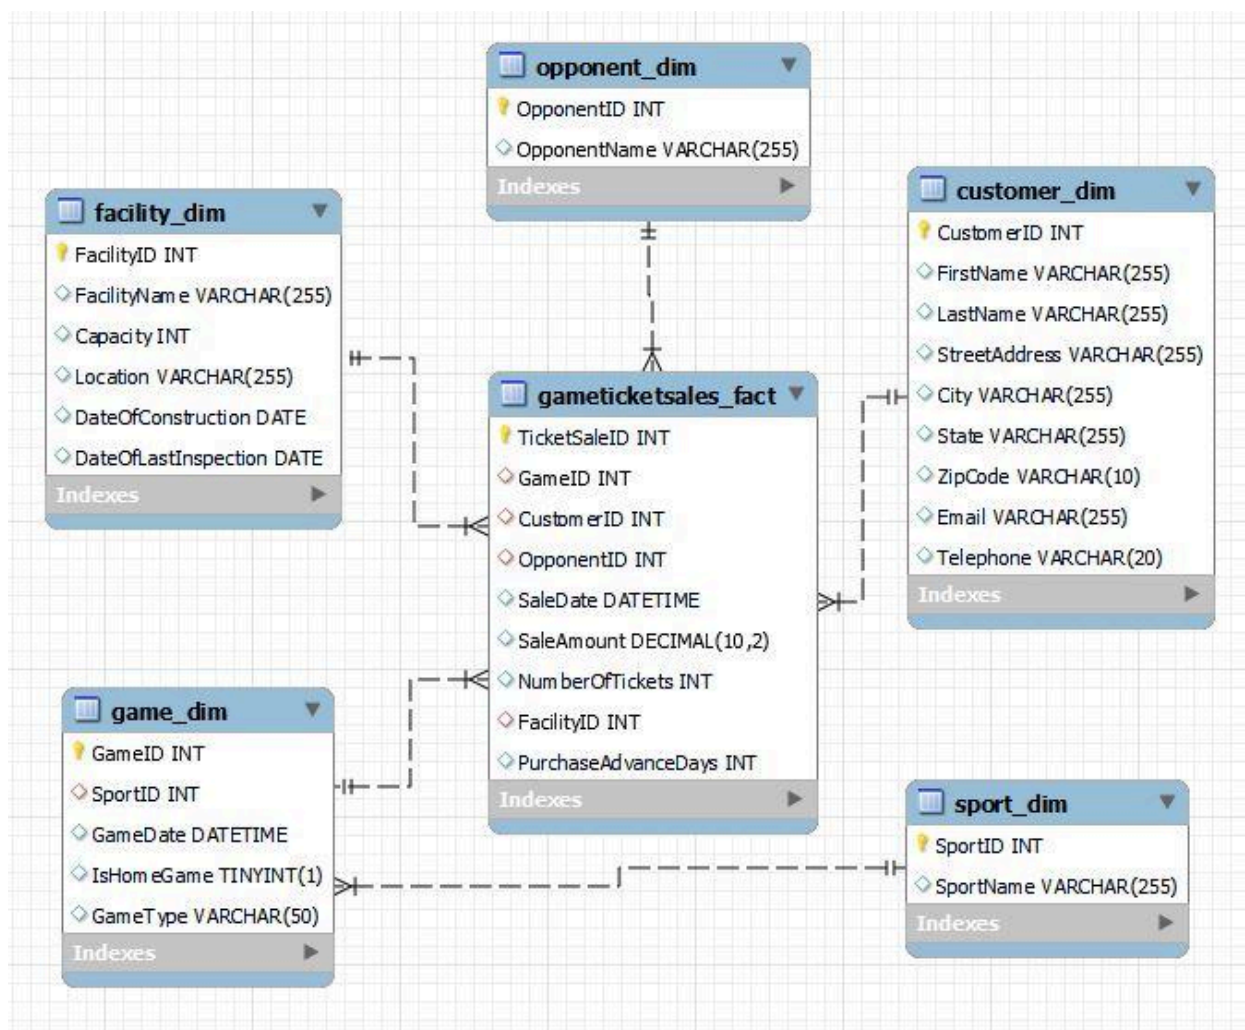 opponent_dim
OpponentID INT
OpponentName VARCHAR(255)
Indexes
facility_dim
FacilityID INT
FacilityName VARCHAR(255)
Capacity INT
Location VARCHAR(255)
DateOfConstruction DATE
DateOfLastInspection DATE
Indexes
customer_dim
CustomerID INT
FirstName VARCHAR(255)
LastName VARCHAR(255)
StreetAddress VARCHAR(255)
City VARCHAR(255)
State VARCHAR(255)
ZipCode VARCHAR(10)
Email VARCHAR(255)
Telephone VARCHAR(20)
Indexes
gameticketsales_fact
TicketSaleID INT
GameID INT
CustomerID INT
OpponentID INT
SaleDate DATETIME
SaleAmount DECIMAL(10,2)
NumberOfTickets INT
FacilityID INT
PurchaseAdvanceDays INT
Indexes
game_dim
GameID INT
SportID INT
GameDate DATETIME
IsHomeGame TINYINT(1)
GameType VARCHAR(50)
Indexes
sport_dim
SportID INT
SportName VARCHAR(255)
Indexes